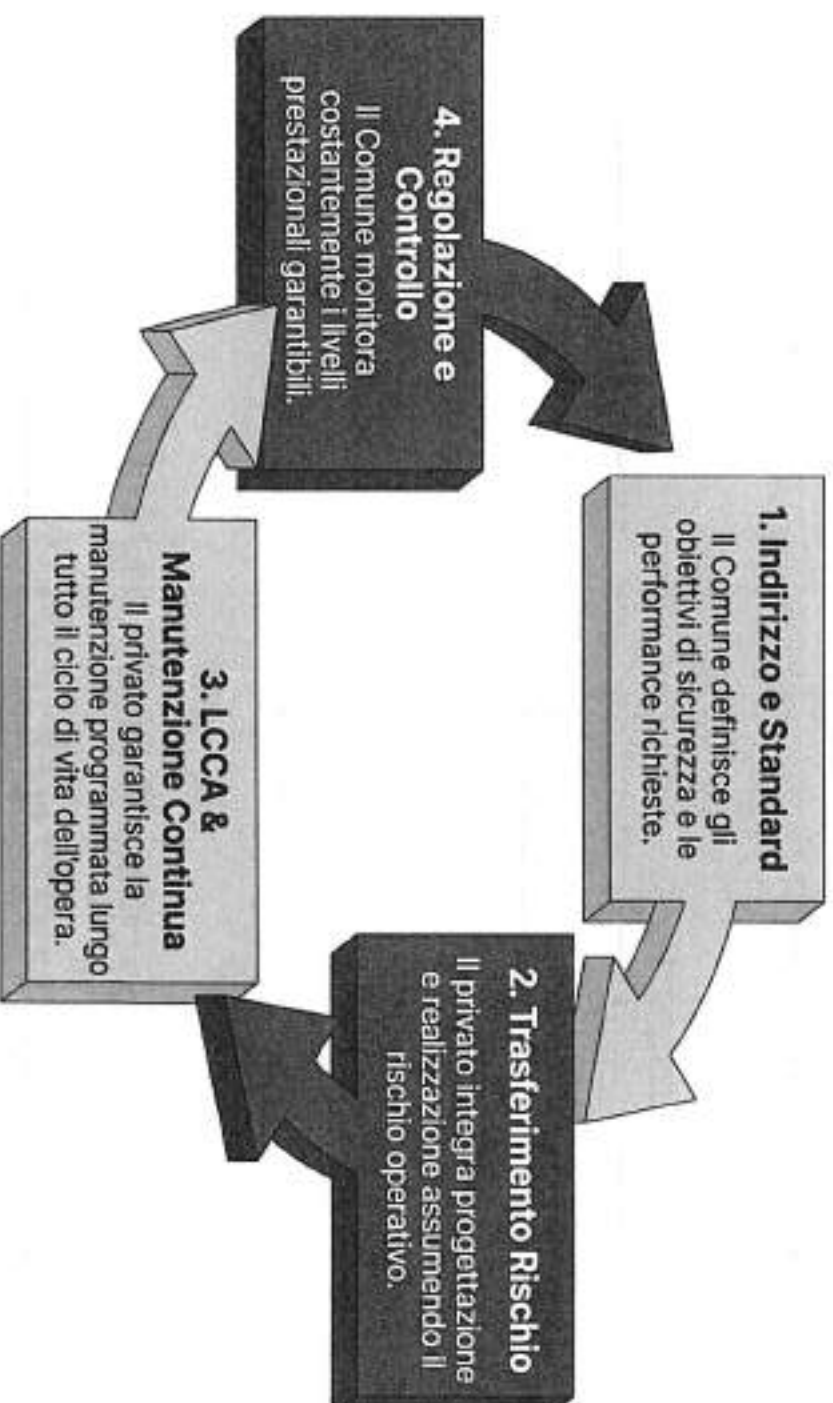 1. Indirizzo e Standard
Il Comune definisce gli
obiettivi di sicurezza e le
performance richieste.
2. Trasferimento Rischio
Il privato integra progettazione
e realizzazione assumendo il
rischio operativo.
3. LCCA &
Manutenzione Continua
Il privato garantisce la
manutenzione programmata lungo
tutto il ciclo di vita dell'opera.
4. Regolazione e
Controllo
Il Comune monitora
costantemente i livelli
prestazionali garantibili.